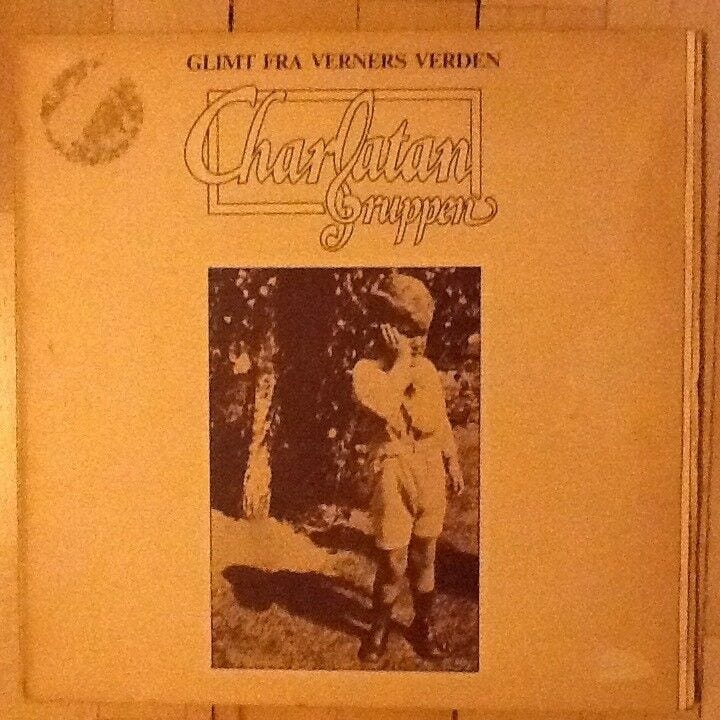 GLIMT FRA VERNERS VERDEN
Charlatan
Gruppen